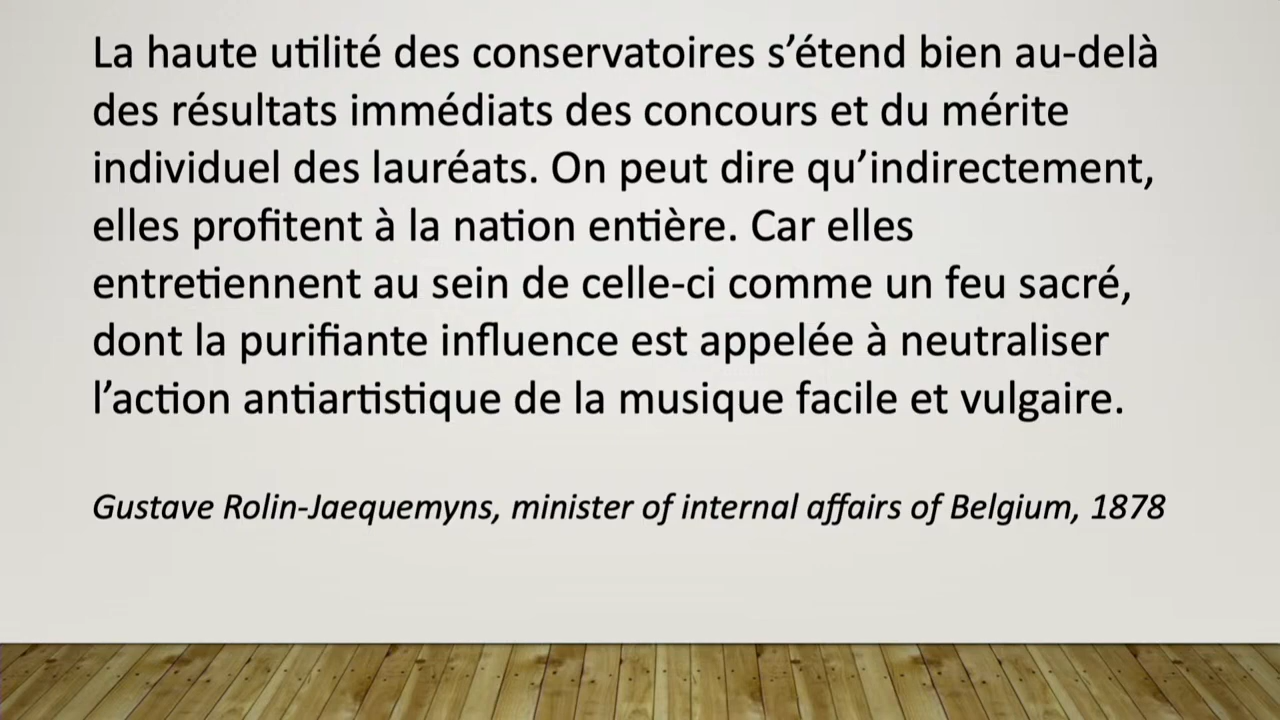 La haute utilité des conservatoires s’étend bien au-delà
des résultats immédiats des concours et du mérite
individuel des lauréats. On peut dire qu’indirectement,
elles profitent à la nation entière. Car elles
entretiennent au sein de celle-ci comme un feu sacré,
dont la purifiante influence est appelée à neutraliser
l’action antiartistique de la musique facile et vulgaire.
Gustave Rolin-Jaequemyns, minister of internal affairs of Belgium, 1878